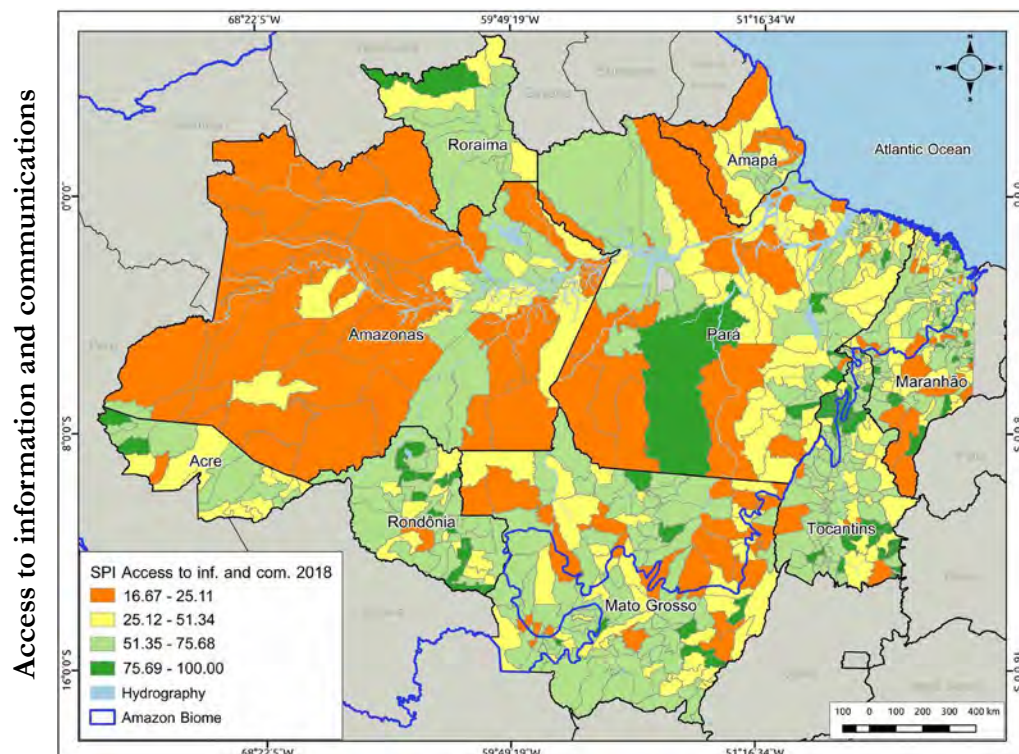 Access to information and communications
68°22'5"W
59°49'19"W
51°16'34"W
N
W
E
S
Roraima
Amapá
Atlantic Ocean
0°0'0"
Amazonas
Pará
Maranhão
8°0'0"S
8°0'0"S
Acre
Rondônia
Tocantins
SPI Access to inf. and com. 2018
16.67 - 25.11
25.12 - 51.34
51.35 - 75.68
75.69 - 100.00
Hydrography
Amazon Biome
Mato Grosso
16°0'0"S
100 0 100 200 300 400 km
68°22'5"W
59°49'19"W
51°16'34"W